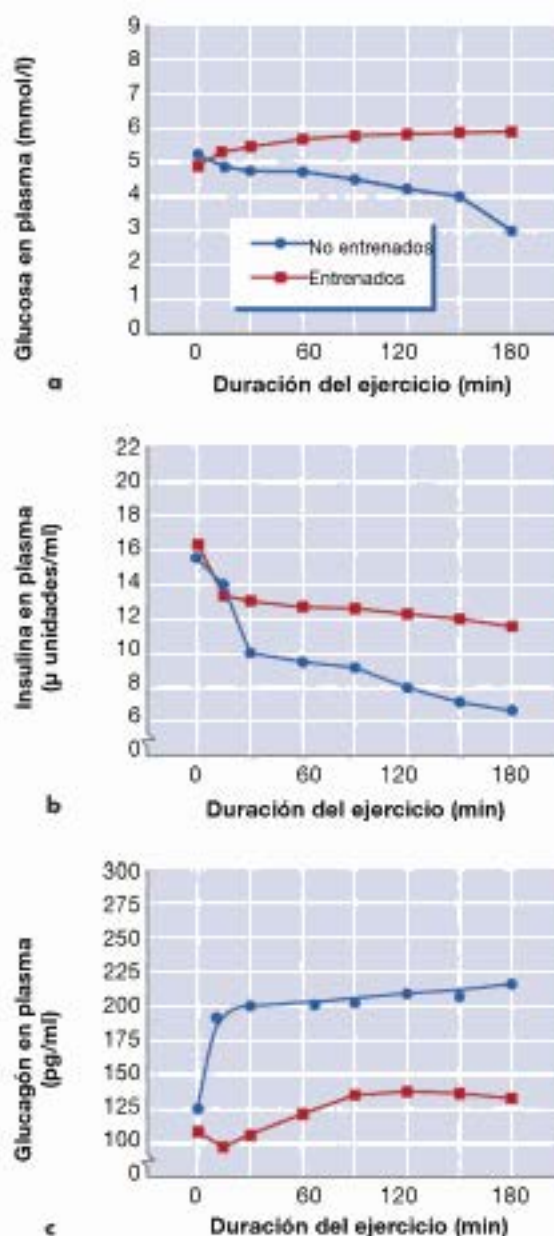 Glucosa en plasma (mmol/l)
9
8
7
6
5
4
3
2
1
0
No entrenados
Entrenados
0 60 120 180
Duración del ejercicio (min)
a
Insulina en plasma
(µ unidades/ml)
22
20
18
16
14
12
10
8
6
0
0 60 120 180
Duración del ejercicio (min)
b
Glucagón en plasma
(pg/ml)
300
275
250
225
200
175
150
125
100
0
0 60 120 180
Duración del ejercicio (min)
c